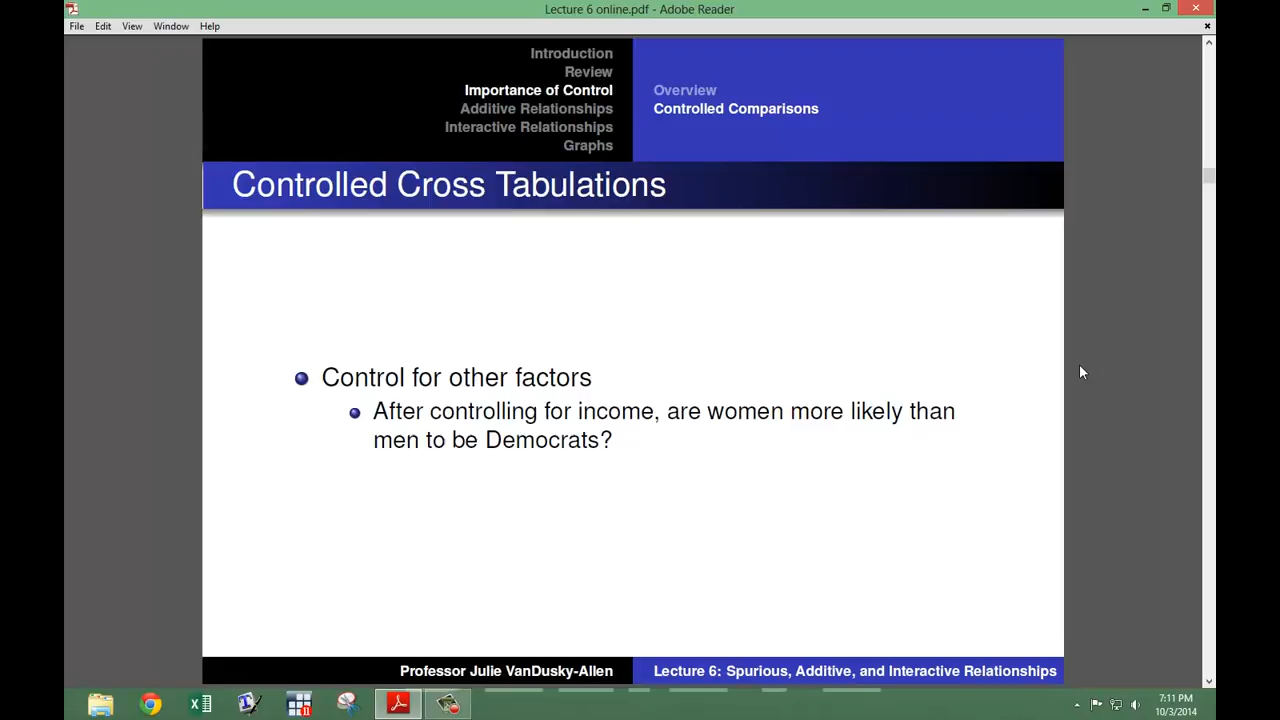 Lecture 6 online.pdf - Adobe Reader
File Edit View Window Help
Introduction
Review
Importance of Control
Additive Relationships
Interactive Relationships
Graphs
Overview
Controlled Comparisons
Controlled Cross Tabulations
Control for other factors
After controlling for income, are women more likely than
men to be Democrats?
Professor Julie VanDusky-Allen
Lecture 6: Spurious, Additive, and Interactive Relationships
7:11 PM
10/3/2014